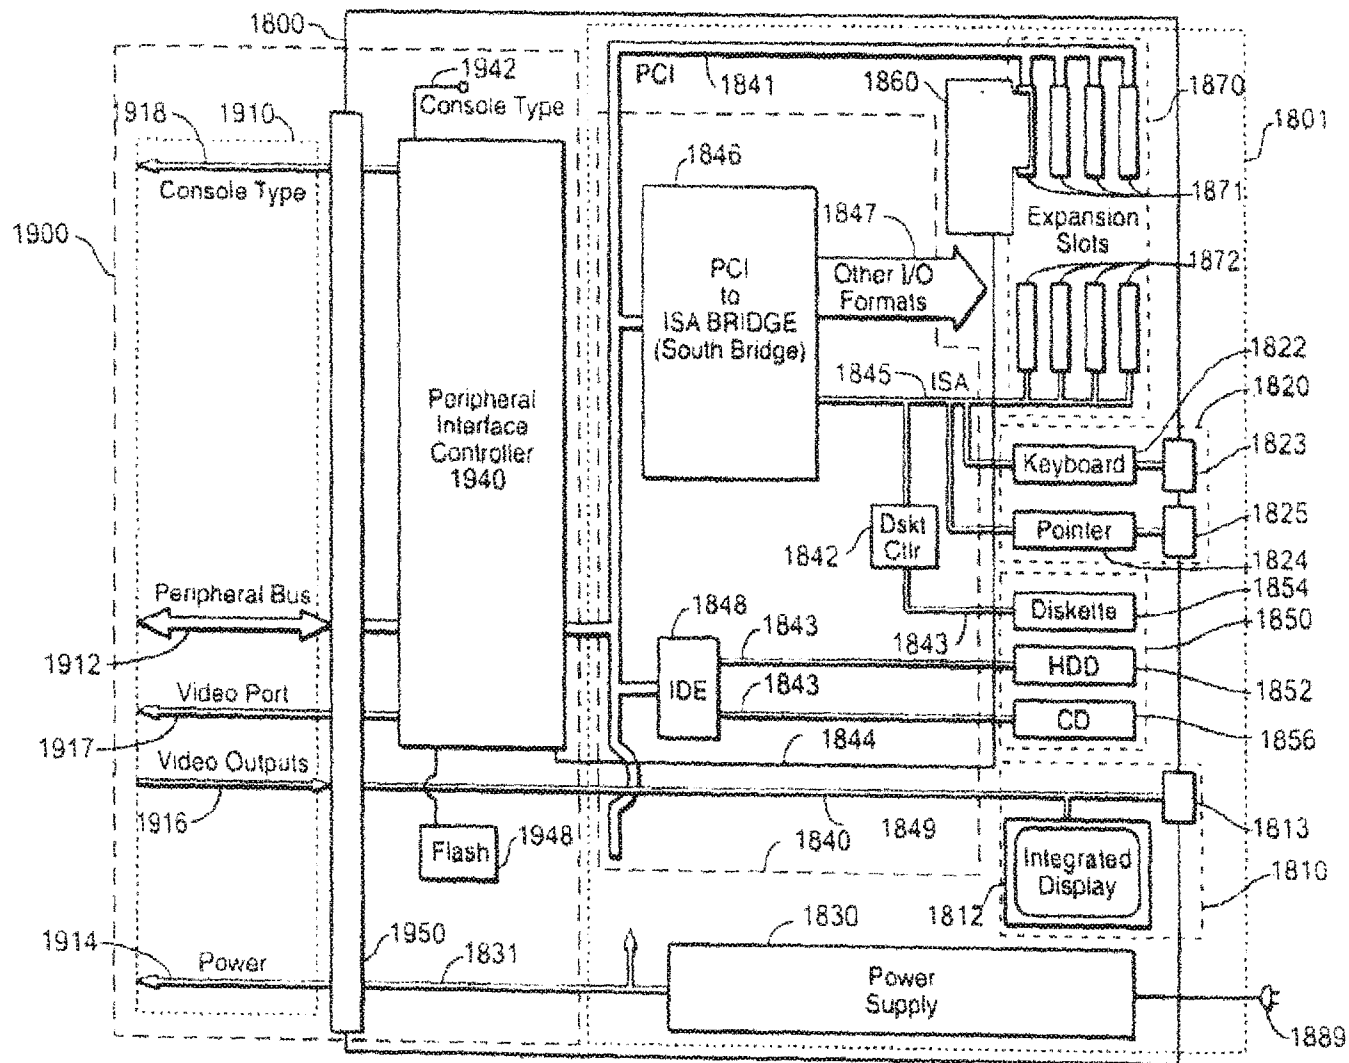 1800
1942
Console Type
PCI
1841
1860
1870
1801
1918
1910
Console Type
1846
1871
Expansion
Slots
1900
1847
PCI
to
ISA BRIDGE
(South Bridge)
Other I/O
Formats
1872
1845
ISA
1822
1820
Peripheral
Interface
Controller
1940
Keyboard
1823
Dskt
Ctlr
1842
Pointer
1825
1824
1854
Peripheral Bus
1848
1843
1843
Diskette
1850
1912
HDD
1852
Video Port
IDE
1843
CD
1917
1844
1856
Video Outputs
1916
1849
1813
Flash
1948
1840
Integrated
Display
1812
1810
1914
1950
1830
Power
1831
Power
Supply
1889